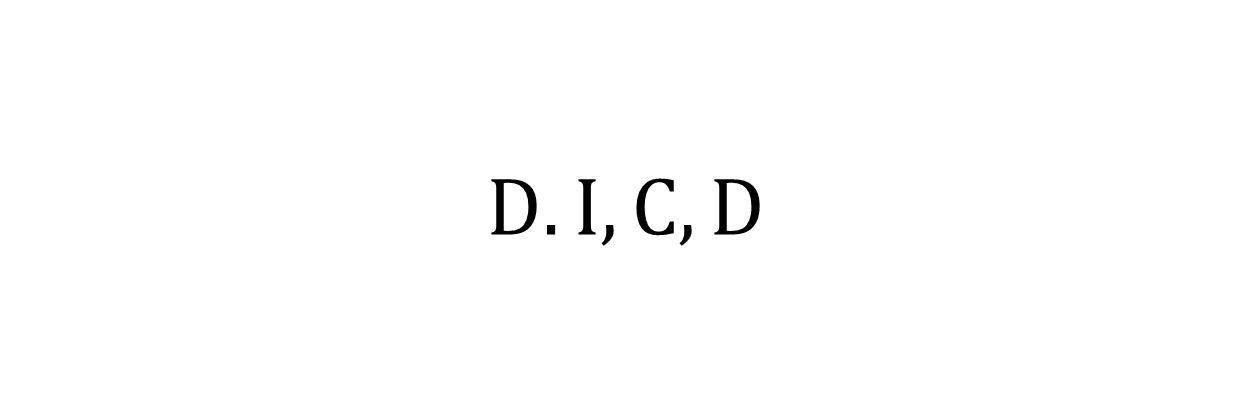 D. I, C, D